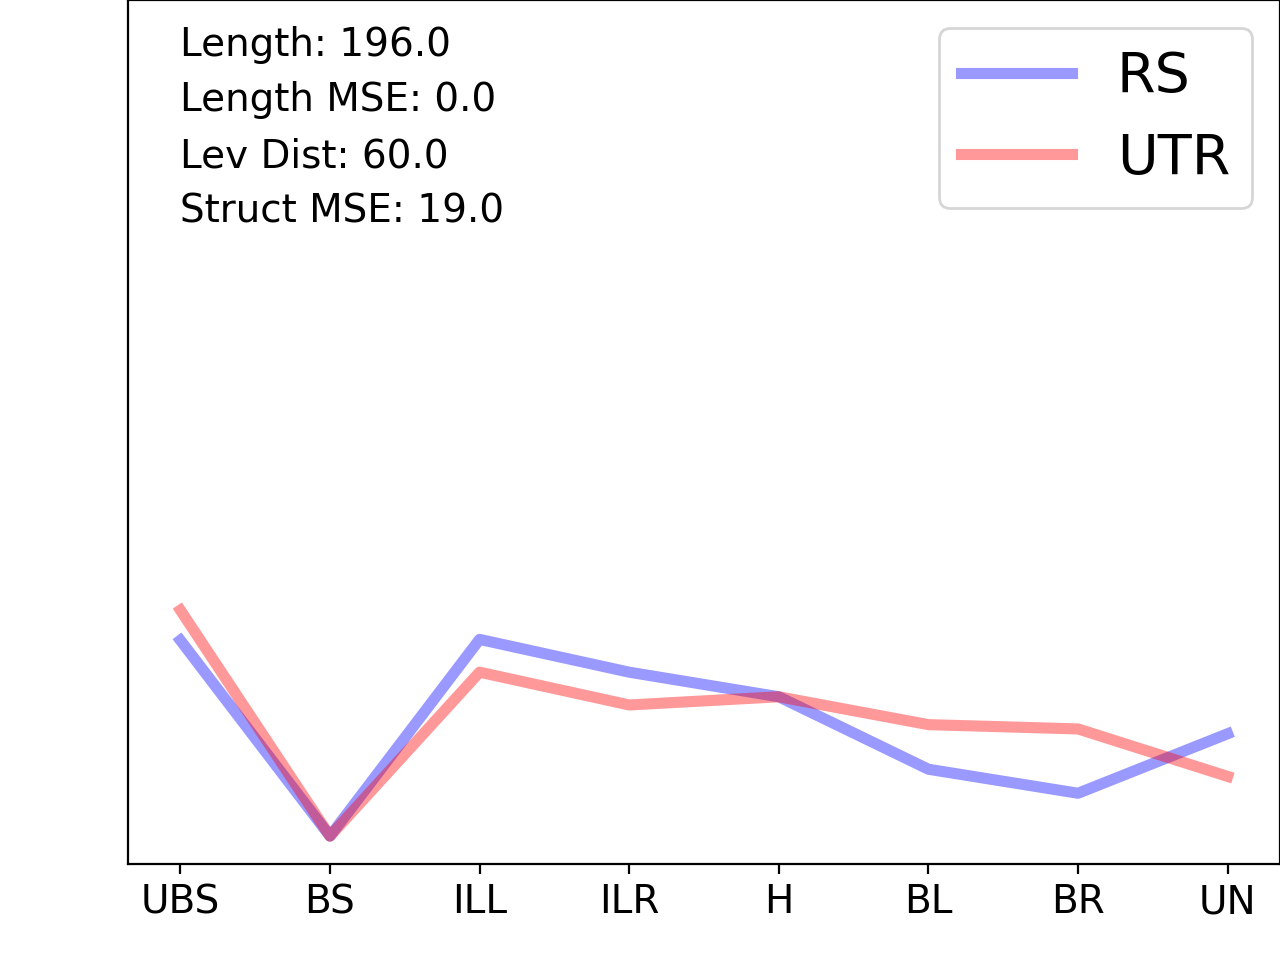 Length: 196.0
Length MSE: 0.0
Lev Dist: 60.0
Struct MSE: 19.0
RS
UTR
UBS BS ILL ILR H BL BR UN